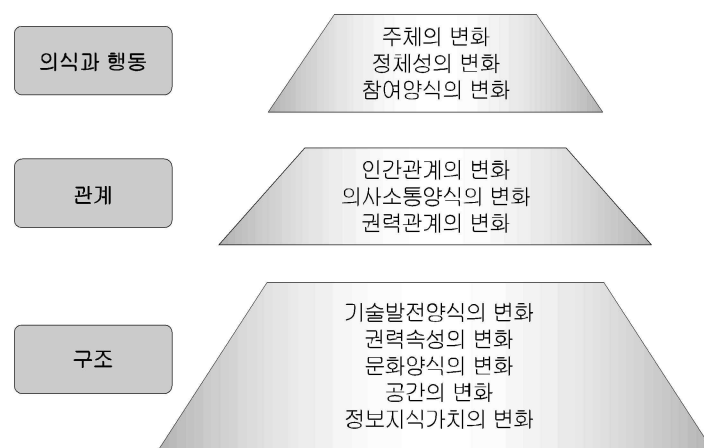 의식과 행동
주체의 변화
정체성의 변화
참여양식의 변화
관계
인간관계의 변화
의사소통양식의 변화
권력관계의 변화
구조
기술발전양식의 변화
권력속성의 변화
문화양식의 변화
공간의 변화
정보지식가치의 변화